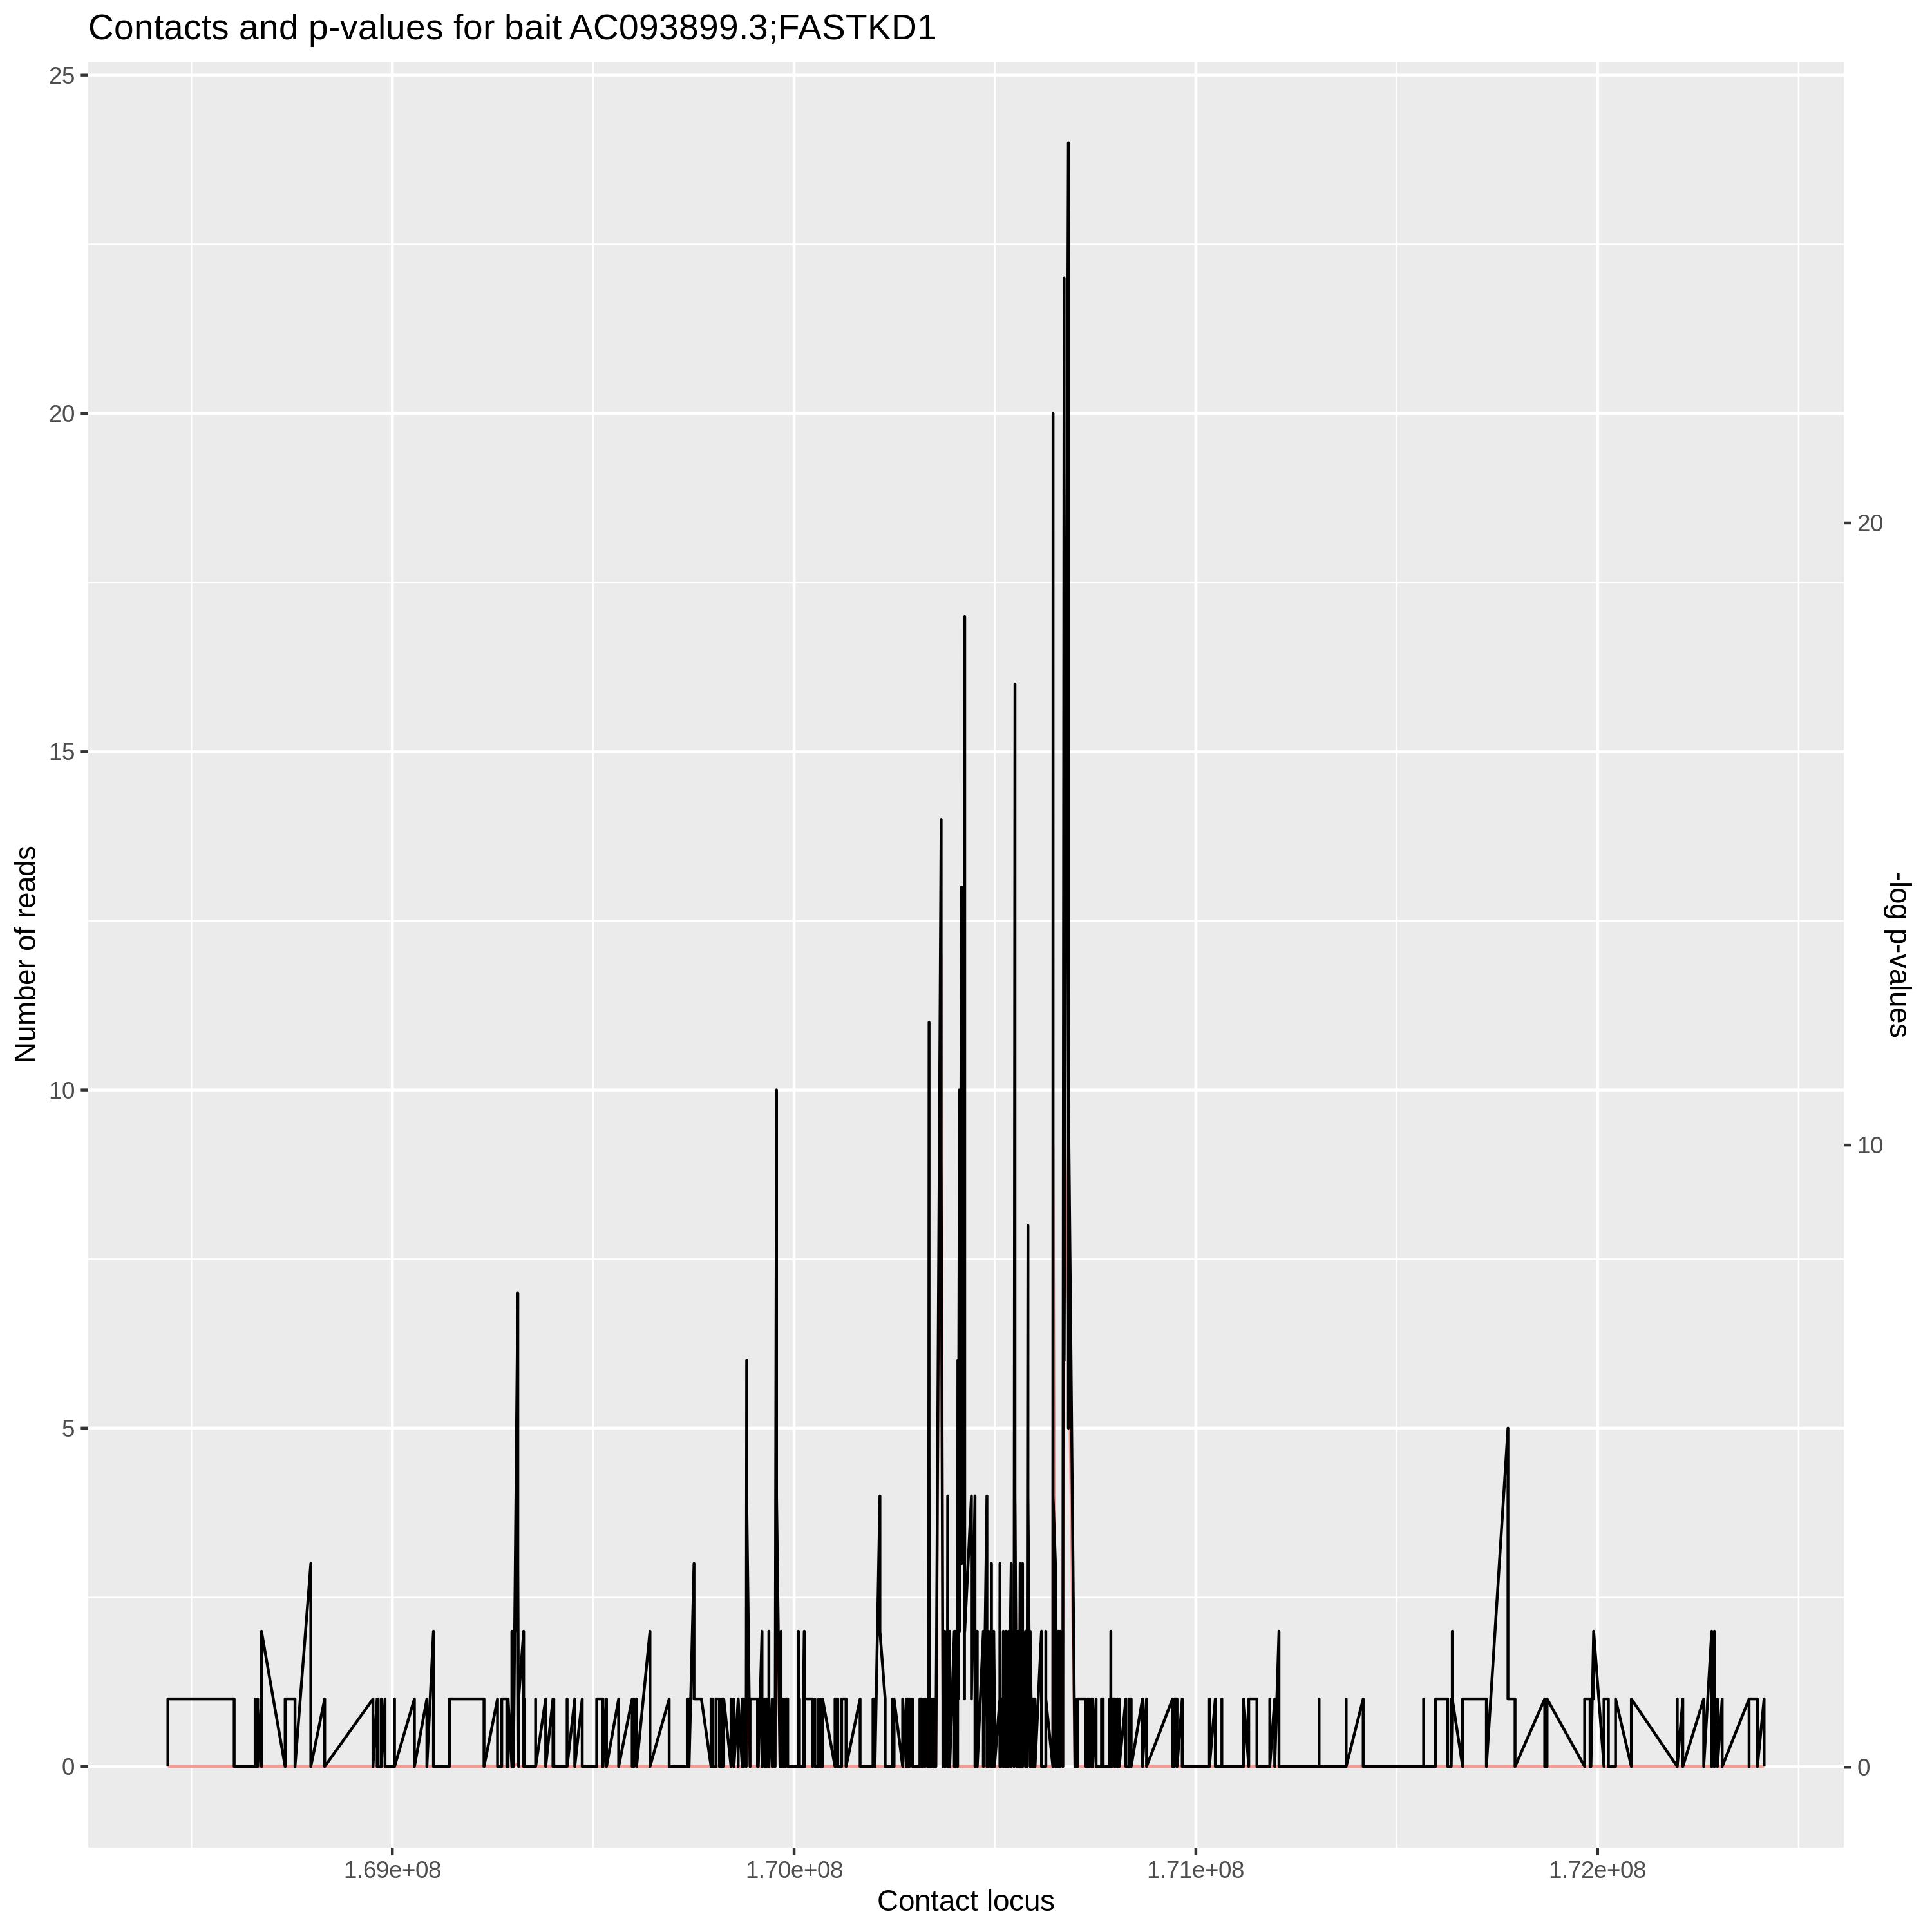 Contacts and p-values for bait AC093899.3;FASTKD1
25
20
15
10
5
0
Number of reads
20
10
0
-log p-values
1.69e+08 1.70e+08 1.71e+08 1.72e+08
Contact locus